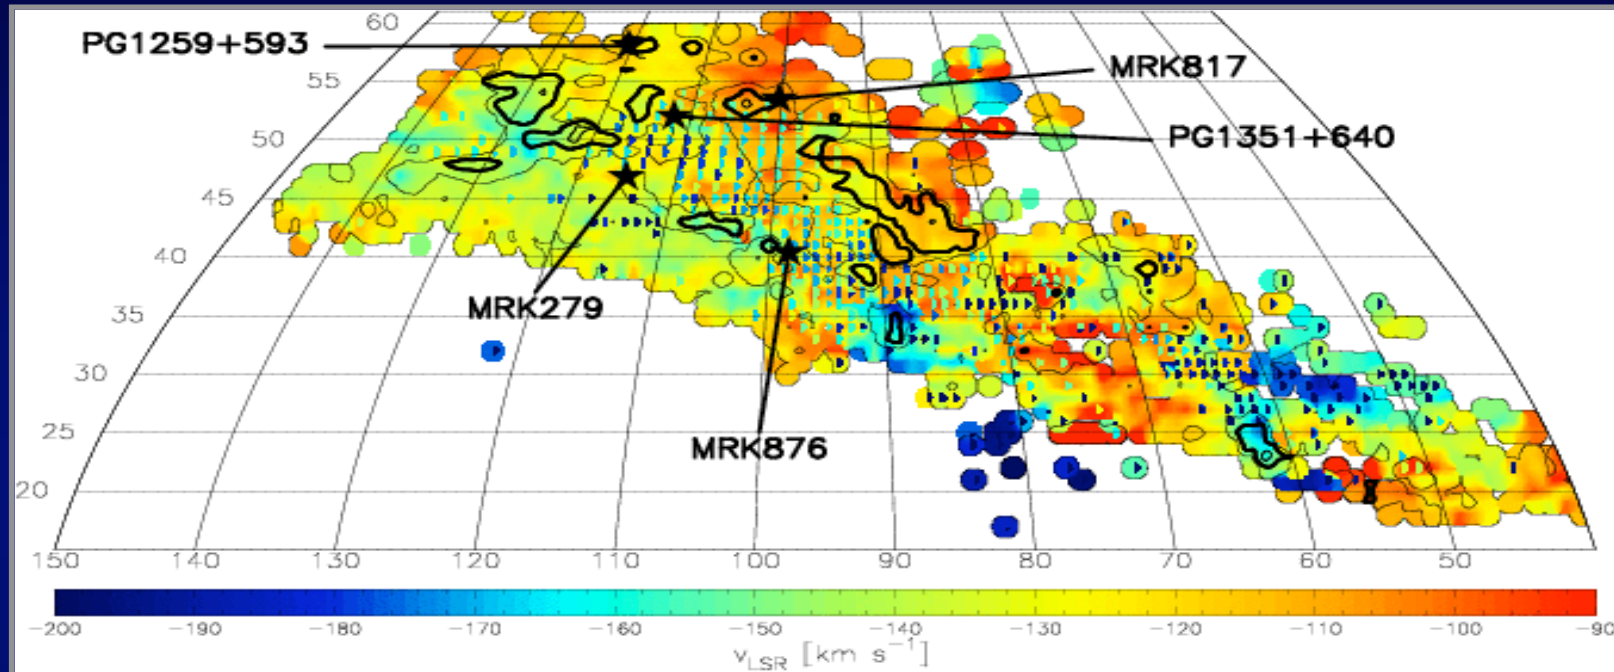 60
PG1259+593
MRK817
55
PG1351+640
50
45
40
MRK279
35
30
MRK876
25
20
150 140 130 120 110 100 90 80 70 60 50
−200 −190 −180 −170 −160 −150 −140 −130 −120 −110 −100 −90
vLSR [km s−1]